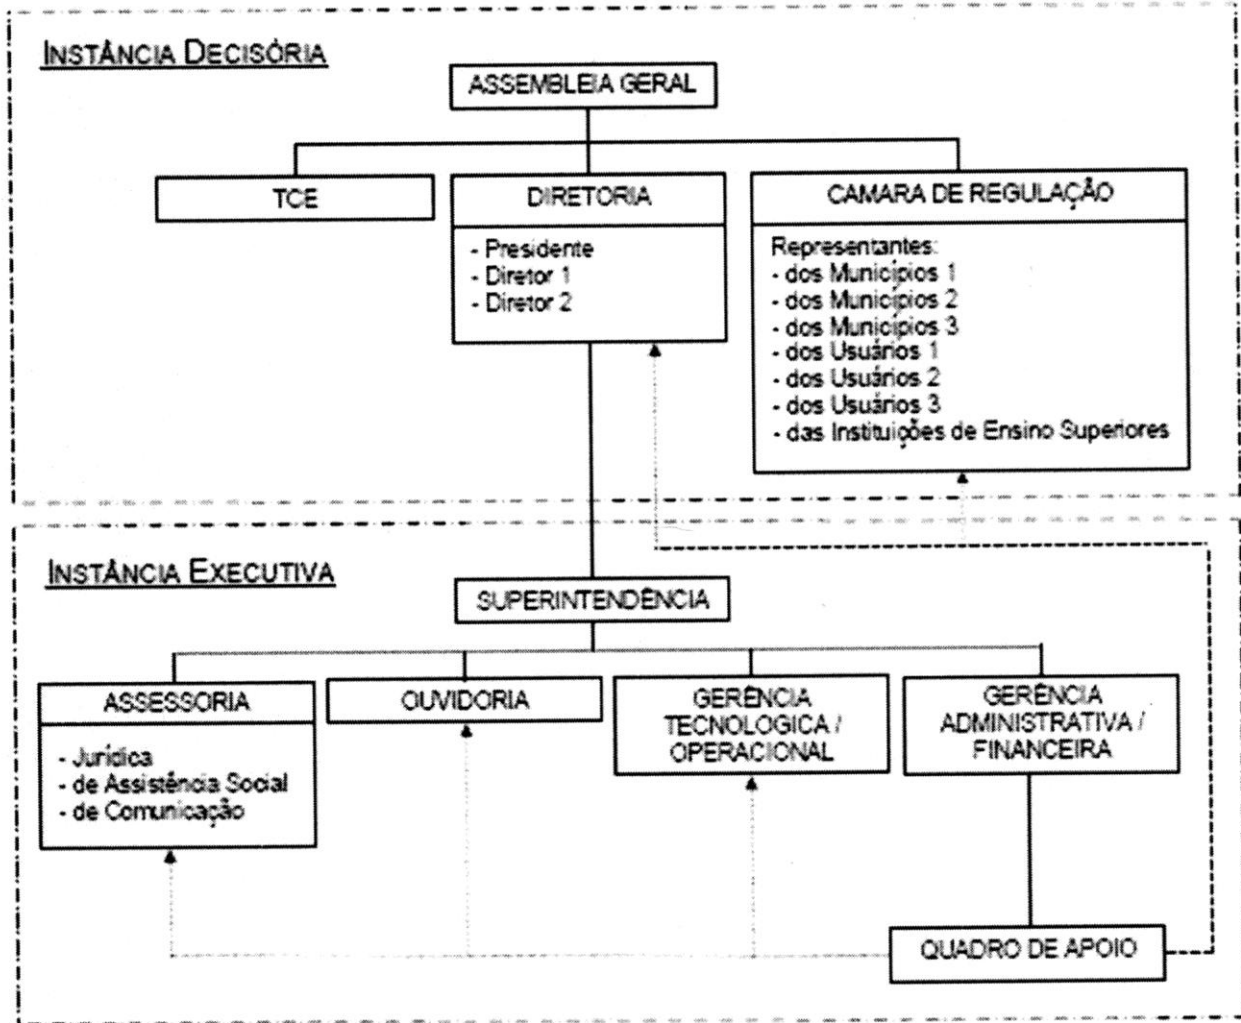 INSTÂNCIA DECISÓRIA
ASSEMBLEIA GERAL
TCE
DIRETORIA
- Presidente
- Diretor 1
- Diretor 2
CAMARA DE REGULAÇÃO
Representantes:
- dos Municípios 1
- dos Municípios 2
- dos Municípios 3
- dos Usuários 1
- dos Usuários 2
- dos Usuários 3
- das Instituições de Ensino Superiores
INSTÂNCIA EXECUTIVA
SUPERINTENDÊNCIA
ASSESSORIA
- Jurídica
- de Assistência Social
- de Comunicação
OUVIDORIA
GERÊNCIA
TECNOLOGICA /
OPERACIONAL
GERÊNCIA
ADMINISTRATIVA /
FINANCEIRA
QUADRO DE APOIO